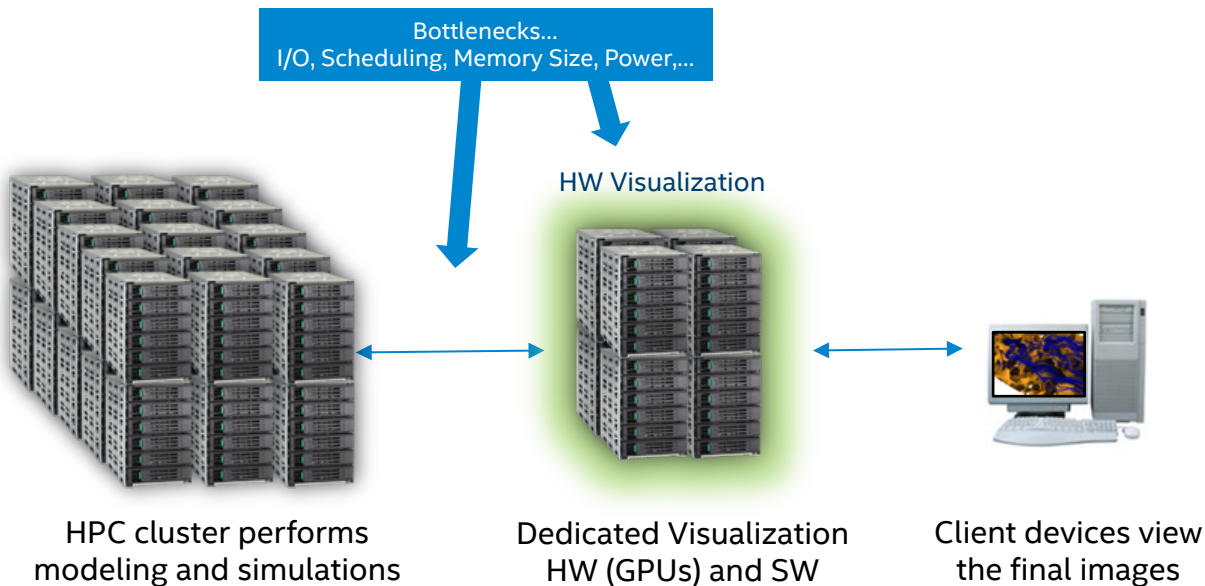 Bottlenecks...
I/O, Scheduling, Memory Size, Power,...
HW Visualization
HPC cluster performs
modeling and simulations
Dedicated Visualization
HW (GPUs) and SW
Client devices view
the final images